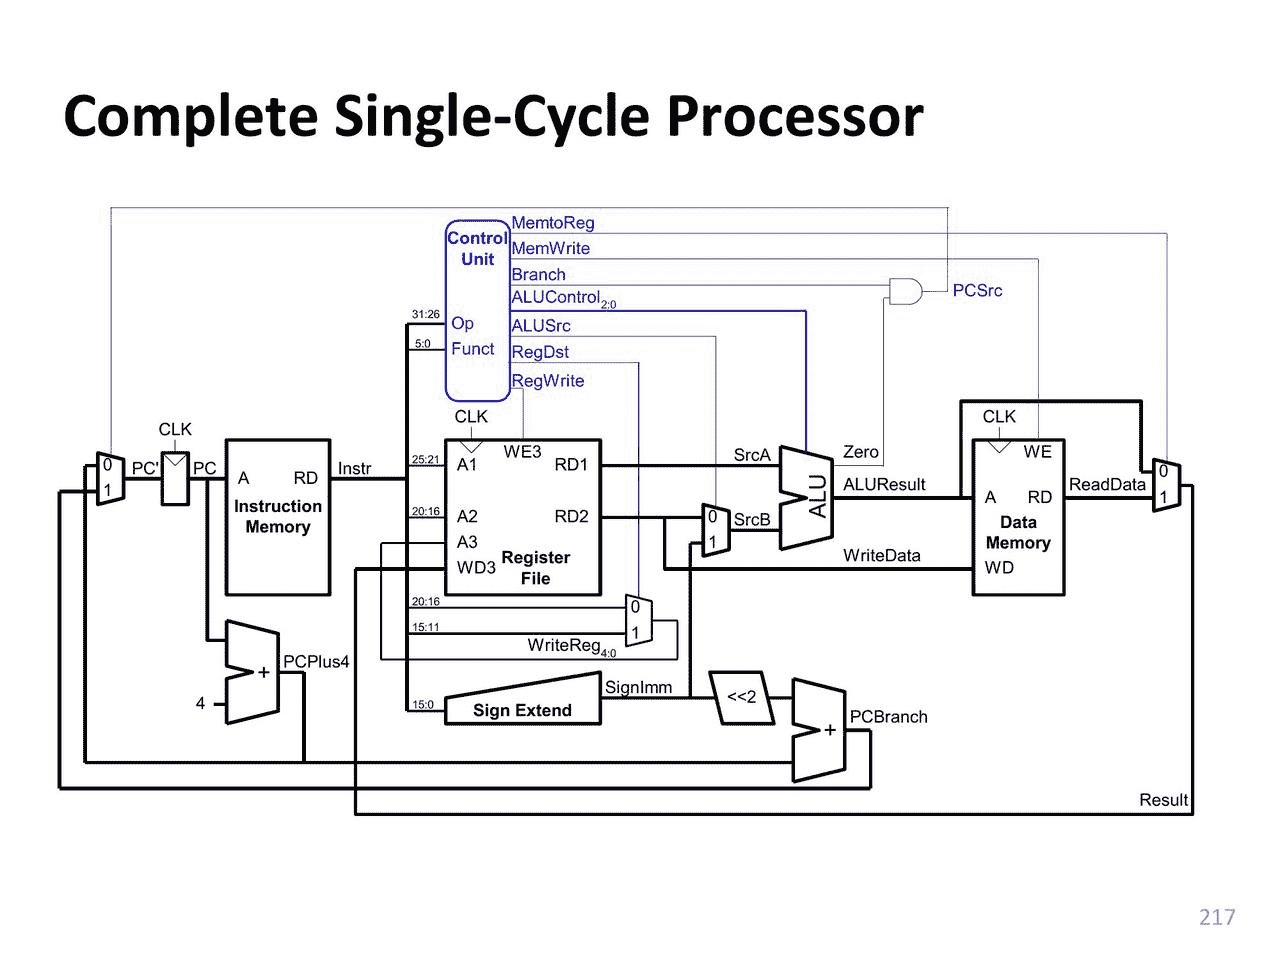 Complete Single-Cycle Processor
MemtoReg
Control
Unit
MemWrite
Branch
PCSrc
ALUControl2:0
31:26
Op
ALUSrc
5:0
Funct
RegDst
RegWrite
CLK
CLK
CLK
0
1
PC'
PC
A
RD
Instruction
Memory
Instr
25:21
A1
WE3
RD1
SrcA
Zero
WE
20:16
A2
RD2
0
1
SrcB
ALU
ALUResult
A
RD
ReadData
0
1
A3
WD3
Register
File
Data
Memory
WriteData
WD
20:16
0
15:11
1
WriteReg4:0
PCPlus4
+
4
SignImm
15:0
Sign Extend
<<2
+
PCBranch
Result
217